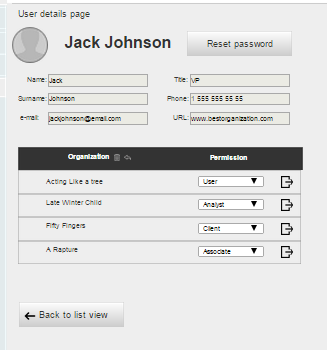 User details page
Jack Johnson
Reset password
Name: Jack
Title: VP
Surname: Johnson
Phone: 1 555 555 55 55
e-mail: jackjohnson@email.com
URL: www.bestorganization.com
Organization Permission
Acting Like a tree User
Late Winter Child Analyst
Fifty Fingers Client
A Rapture Associate
Back to list view